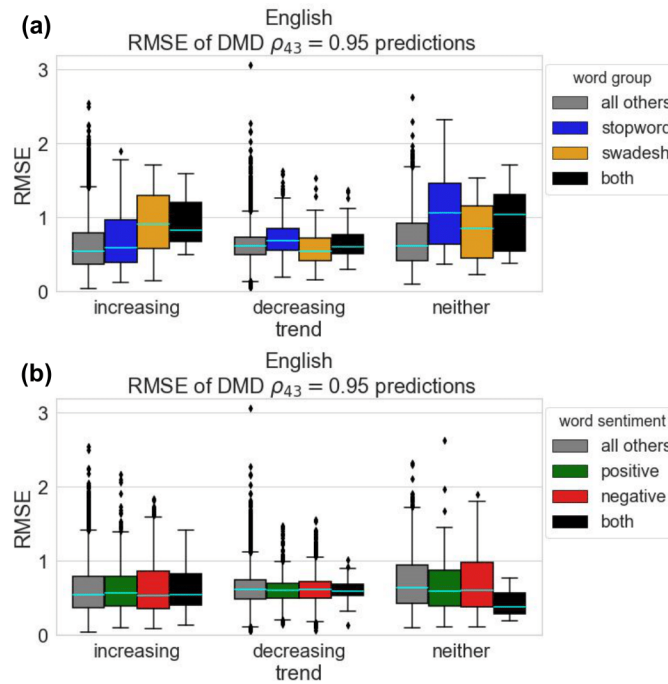 (a)
English
RMSE of DMD ρ43 = 0.95 predictions
3
2
1
0
RMSE
increasing
decreasing
neither
trend
word group
all others
stopword
swadesh
both
(b)
English
RMSE of DMD ρ43 = 0.95 predictions
3
2
1
0
RMSE
increasing
decreasing
neither
trend
word sentiment
all others
positive
negative
both